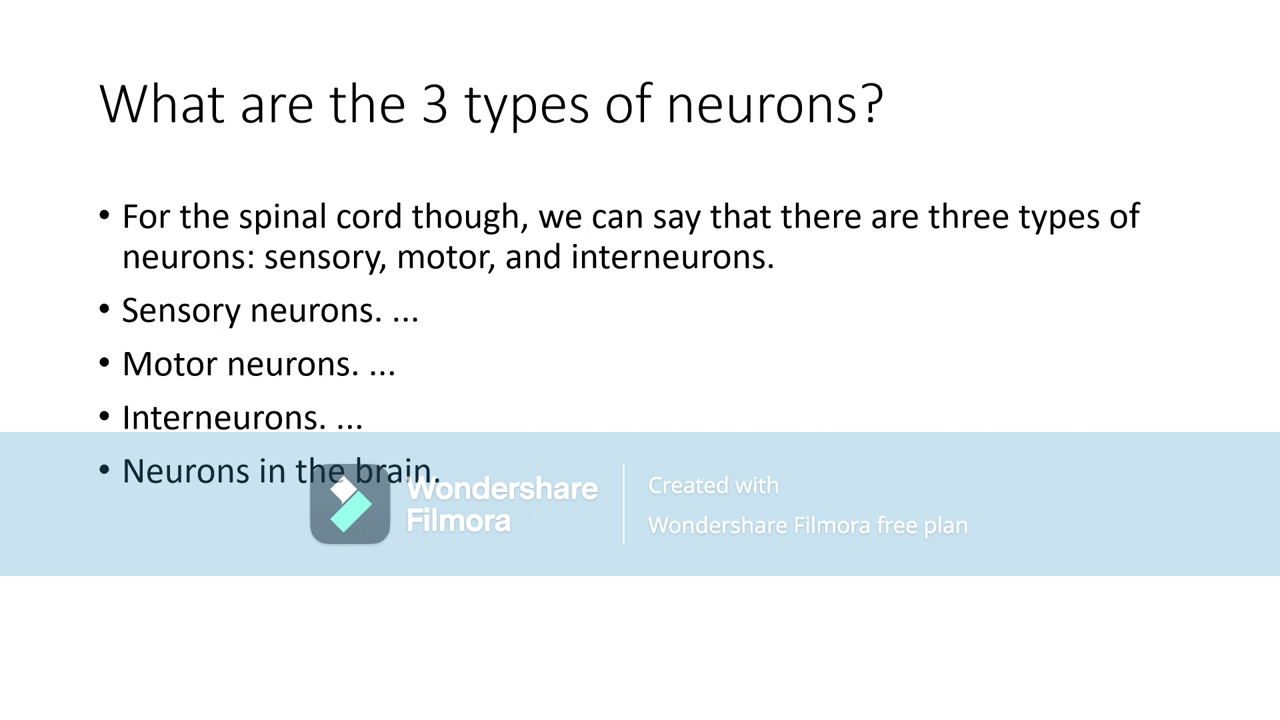 What are the 3 types of neurons?
• For the spinal cord though, we can say that there are three types of
neurons: sensory, motor, and interneurons.
• Sensory neurons. ...
• Motor neurons. ...
• Interneurons. ...
• Neurons in the brain.
Wondershare
Filmora
Created with
Wondershare Filmora free plan